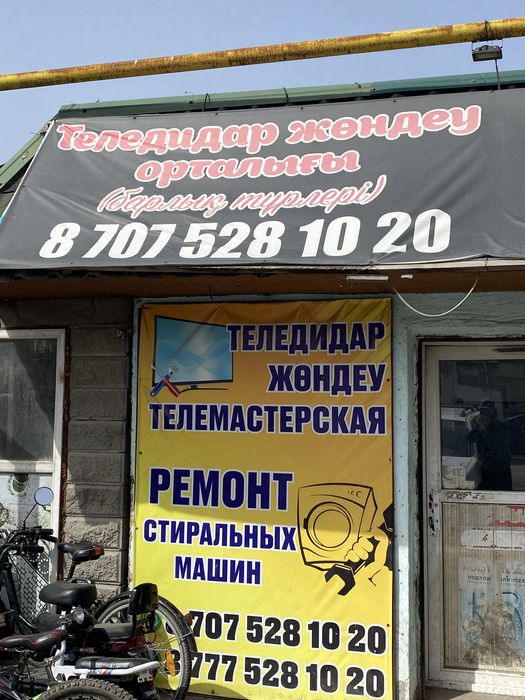 Теледидар жөндеу
орталығы
(барлық түрлері)
8 707 528 10 20
ТЕЛЕДИДАР
ЖӨНДЕУ
ТЕЛЕМАСТЕРСКАЯ
РЕМОНТ
СТИРАЛЬНЫХ
МАШИН
707 528 10 20
8 777 528 10 20